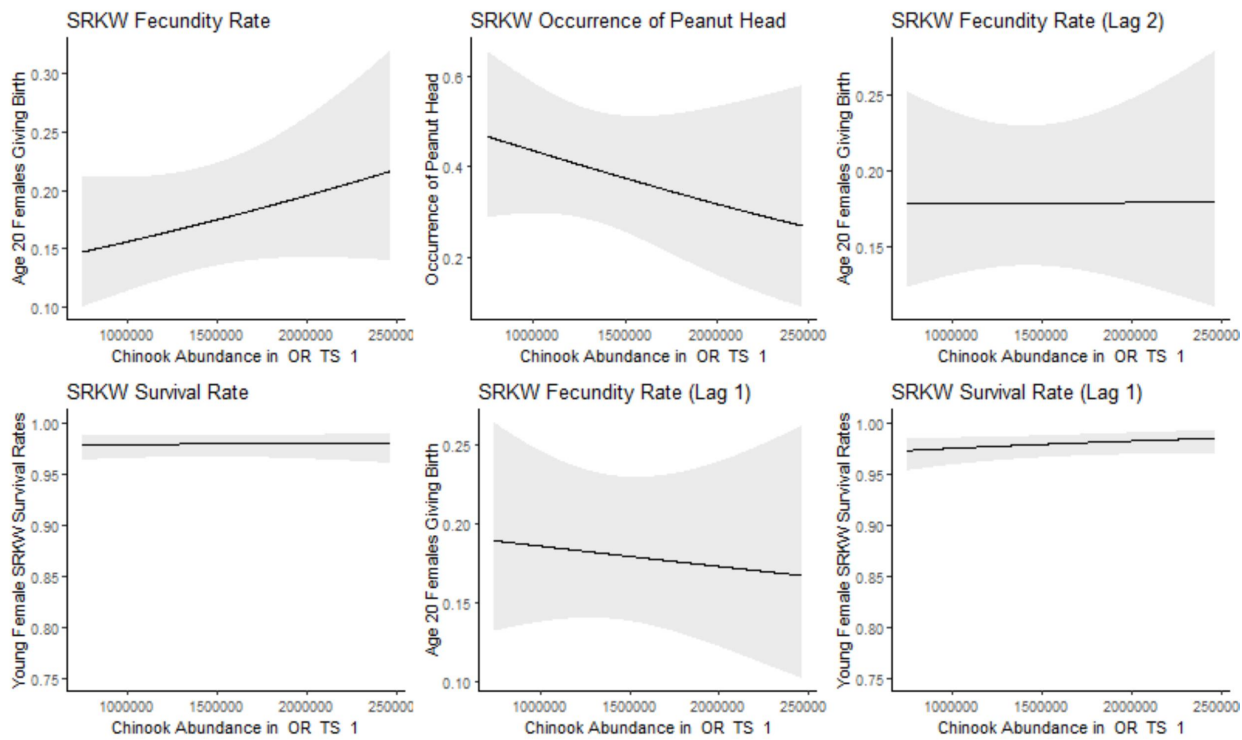 SRKW Fecundity Rate
Age 20 Females Giving Birth
0.30
0.25
0.20
0.15
0.10
1000000 1500000 2000000 250000
Chinook Abundance in OR TS 1
SRKW Occurrence of Peanut Head
Occurrence of Peanut Head
0.6
0.4
0.2
1000000 1500000 2000000 250000
Chinook Abundance in OR TS 1
SRKW Fecundity Rate (Lag 2)
Age 20 Females Giving Birth
0.25
0.20
0.15
1000000 1500000 2000000 250000
Chinook Abundance in OR TS 1
SRKW Survival Rate
Young Female SRKW Survival Rates
1.00
0.95
0.90
0.85
0.80
0.75
1000000 1500000 2000000 250000
Chinook Abundance in OR TS 1
SRKW Fecundity Rate (Lag 1)
Age 20 Females Giving Birth
0.25
0.20
0.15
0.10
1000000 1500000 2000000 250000
Chinook Abundance in OR TS 1
SRKW Survival Rate (Lag 1)
Young Female SRKW Survival Rates
1.00
0.95
0.90
0.85
0.80
0.75
1000000 1500000 2000000 250000
Chinook Abundance in OR TS 1